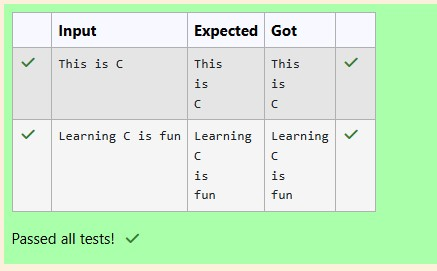 Input Expected Got
This is C This This
is is
C C
Learning C is fun Learning Learning
C C
is is
fun fun
Passed all tests!